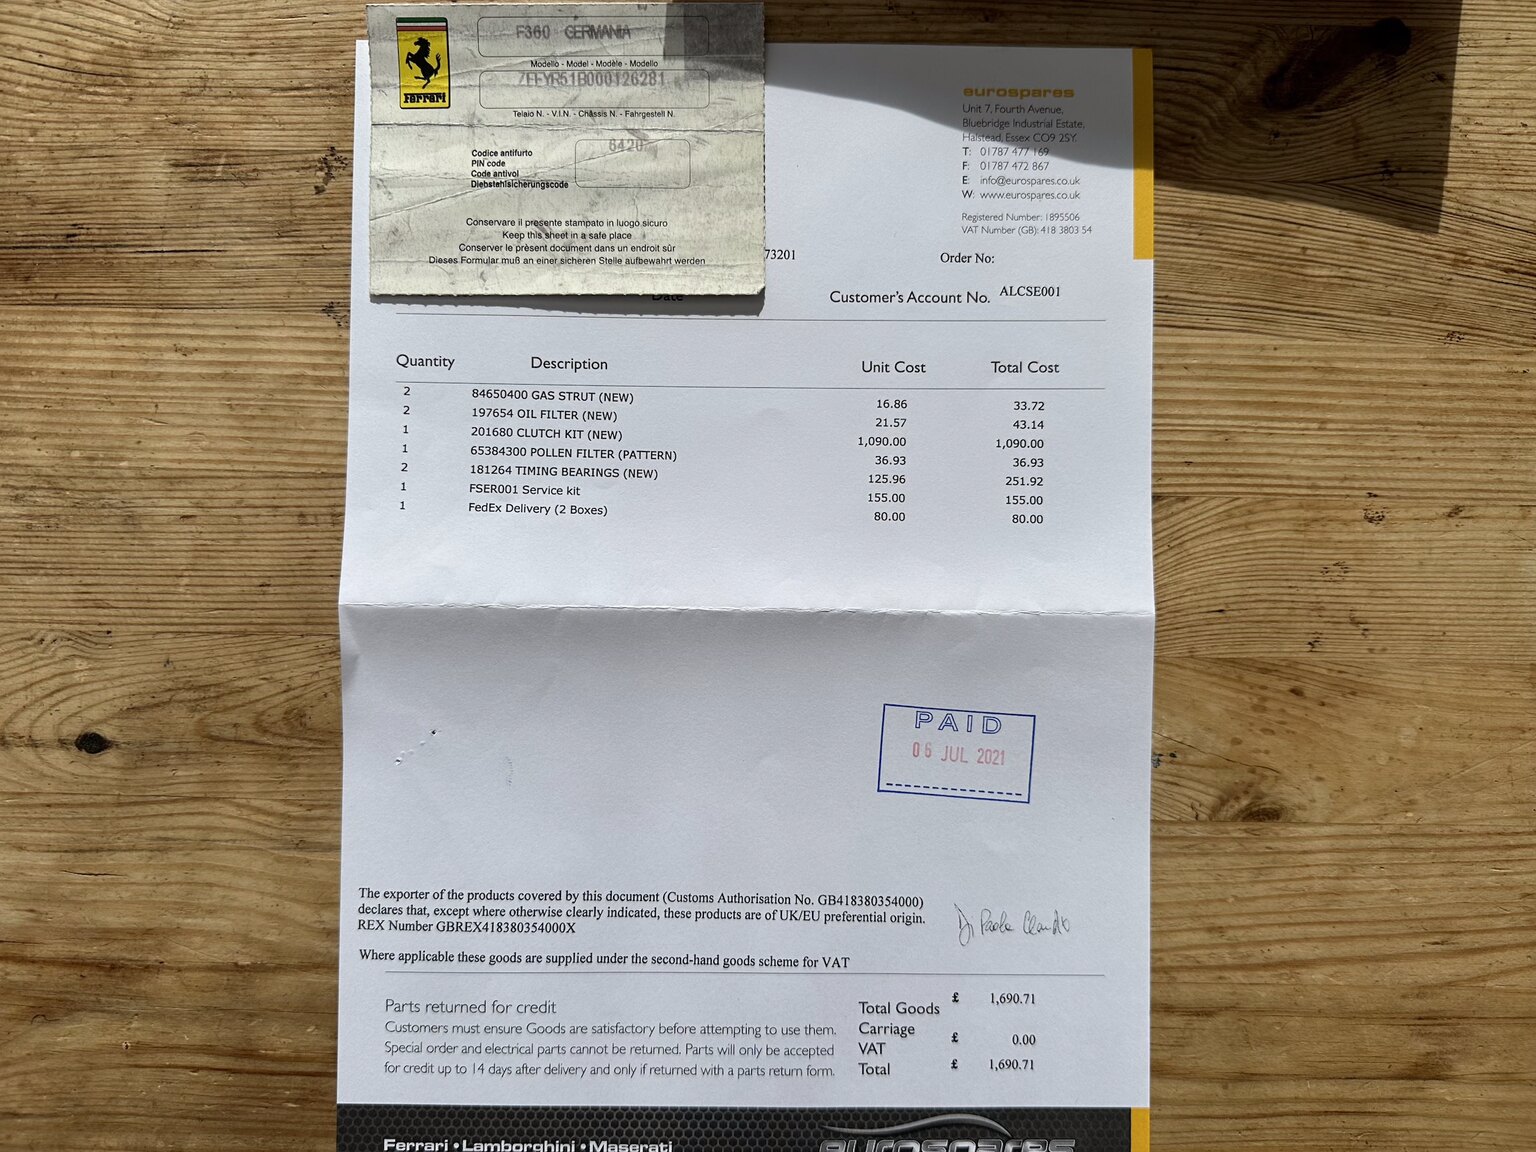 F360 GERMANIA
Modello - Model - Modèle - Modello
ZFFYR51B000126281
Telaio N. - V.I.N. - Châssis N. - Fahrgestell N.
Ferrari
Codice antifurto
PIN code
Code antivol
Diebstahlsicherungscode
6420
Conservare il presente stampato in luogo sicuro
Keep this sheet in a safe place
Conserver le présent document dans un endroit sûr
Dieses Formular muß an einer sicheren Stelle aufbewahrt werden
eurospares
Unit 7, Fourth Avenue,
Bluebridge Industrial Estate,
Halstead, Essex CO9 2SY.
T: 01787 477 169
F: 01787 472 867
E: info@eurospares.co.uk
W: www.eurospares.co.uk
Registered Number: 1895506
VAT Number (GB): 418 3803 54
73201 Order No:
Date Customer's Account No. ALCSE001
Quantity Description Unit Cost Total Cost
2 84650400 GAS STRUT (NEW) 16.86 33.72
2 197654 OIL FILTER (NEW) 21.57 43.14
1 201680 CLUTCH KIT (NEW) 1,090.00 1,090.00
1 65384300 POLLEN FILTER (PATTERN) 36.93 36.93
2 181264 TIMING BEARINGS (NEW) 125.96 251.92
1 FSER001 Service kit 155.00 155.00
1 FedEx Delivery (2 Boxes) 80.00 80.00
PAID
06 JUL 2021
The exporter of the products covered by this document (Customs Authorisation No. GB418380354000)
declares that, except where otherwise clearly indicated, these products are of UK/EU preferential origin.
REX Number GBREX418380354000X
Di Paola
Where applicable these goods are supplied under the second-hand goods scheme for VAT
Parts returned for credit
Customers must ensure Goods are satisfactory before attempting to use them.
Special order and electrical parts cannot be returned. Parts will only be accepted
for credit up to 14 days after delivery and only if returned with a parts return form.
Total Goods £ 1,690.71
Carriage
VAT £ 0.00
Total £ 1,690.71
Ferrari • Lamborghini • Maserati
eurospares